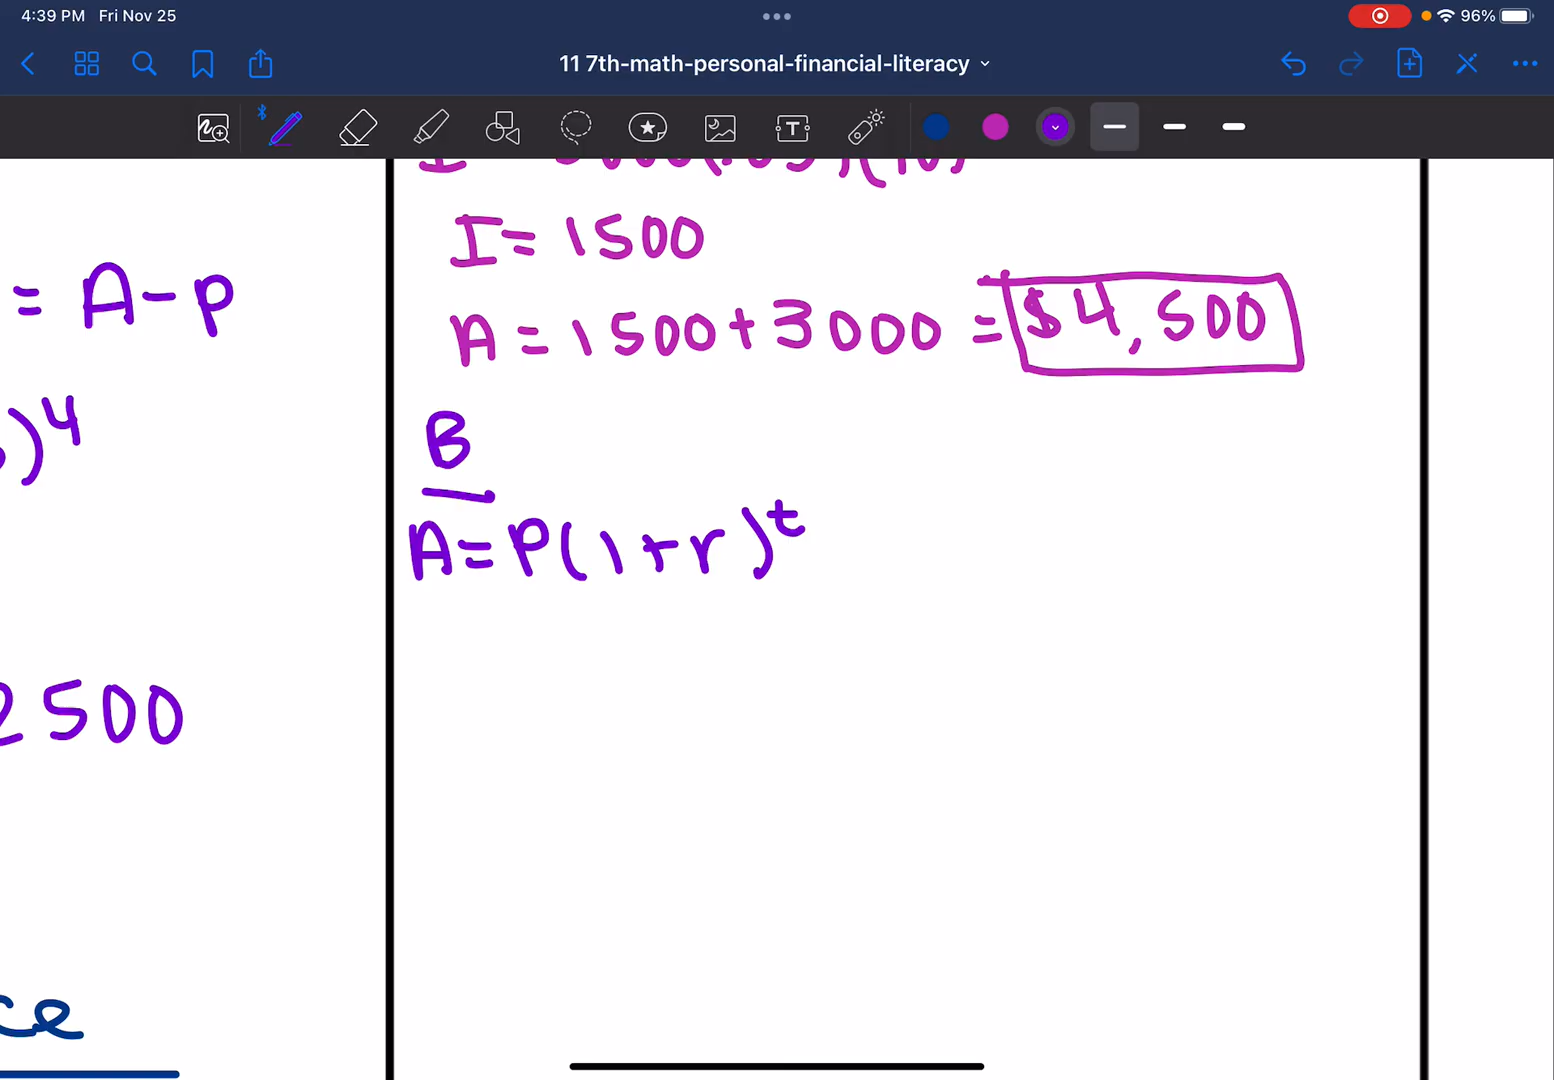 4:39 PM Fri Nov 25
96%
11 7th-math-personal-financial-literacy
T
I = 1500
= A - p
A = 1500 + 3000 = $4,500
)⁴
B
A = P(1+r)ᵗ
2500
ce